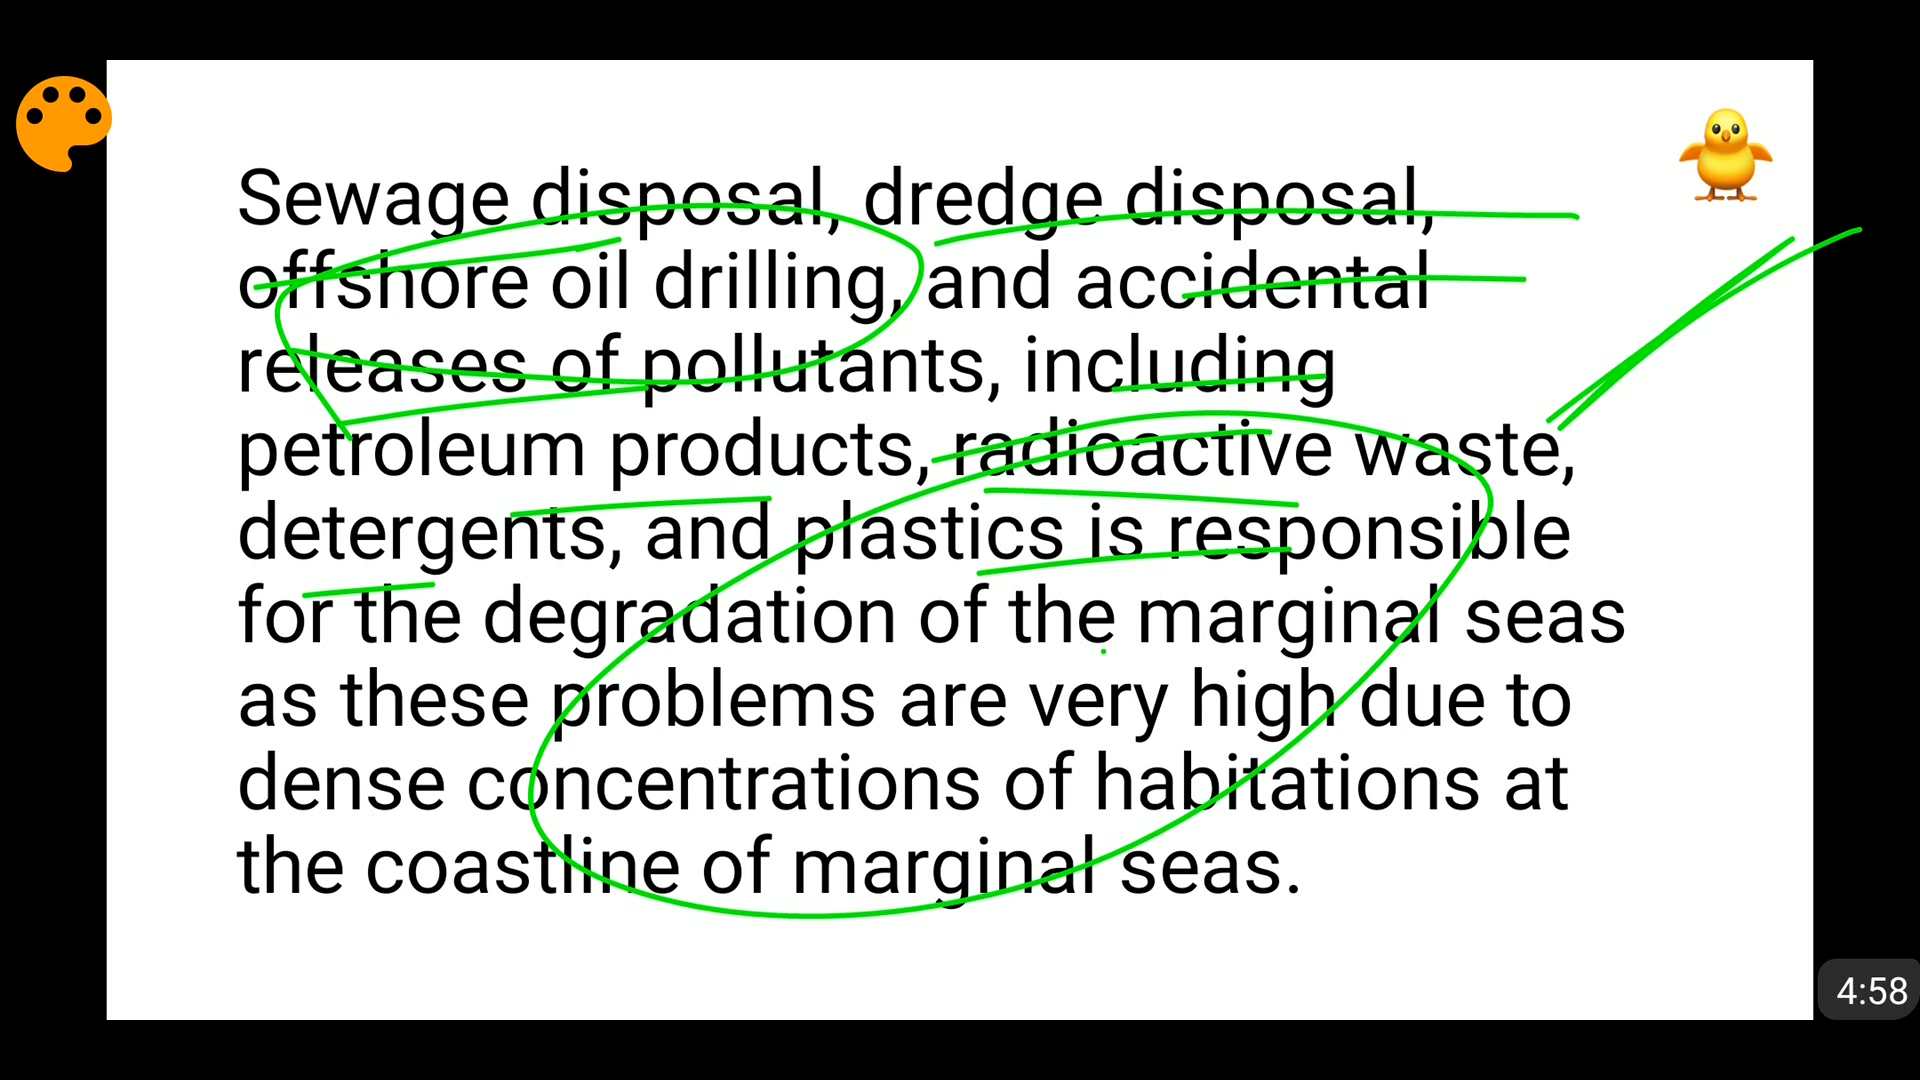 Sewage disposal, dredge disposal,
offshore oil drilling, and accidental
releases of pollutants, including
petroleum products, radioactive waste,
detergents, and plastics is responsible
for the degradation of the marginal seas
as these problems are very high due to
dense concentrations of habitations at
the coastline of marginal seas.
4:58